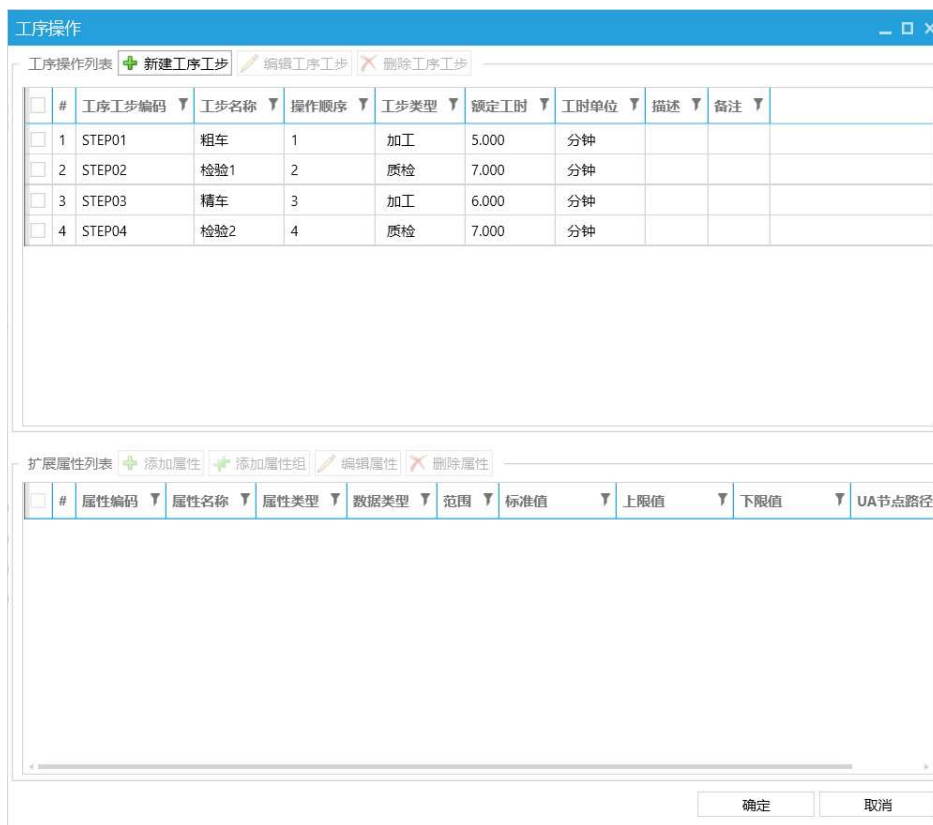 工序操作
工序操作列表 新建工序工步 编辑工序工步 删除工序工步
# 工序工步编码 工步名称 操作顺序 工步类型 额定工时 工时单位 描述 备注
1 STEP01 粗车 1 加工 5.000 分钟
2 STEP02 检验1 2 质检 7.000 分钟
3 STEP03 精车 3 加工 6.000 分钟
4 STEP04 检验2 4 质检 7.000 分钟
扩展属性列表 添加属性 添加属性组 编辑属性 删除属性
# 属性编码 属性名称 属性类型 数据类型 范围 标准值 上限值 下限值 UA节点路径
确定 取消